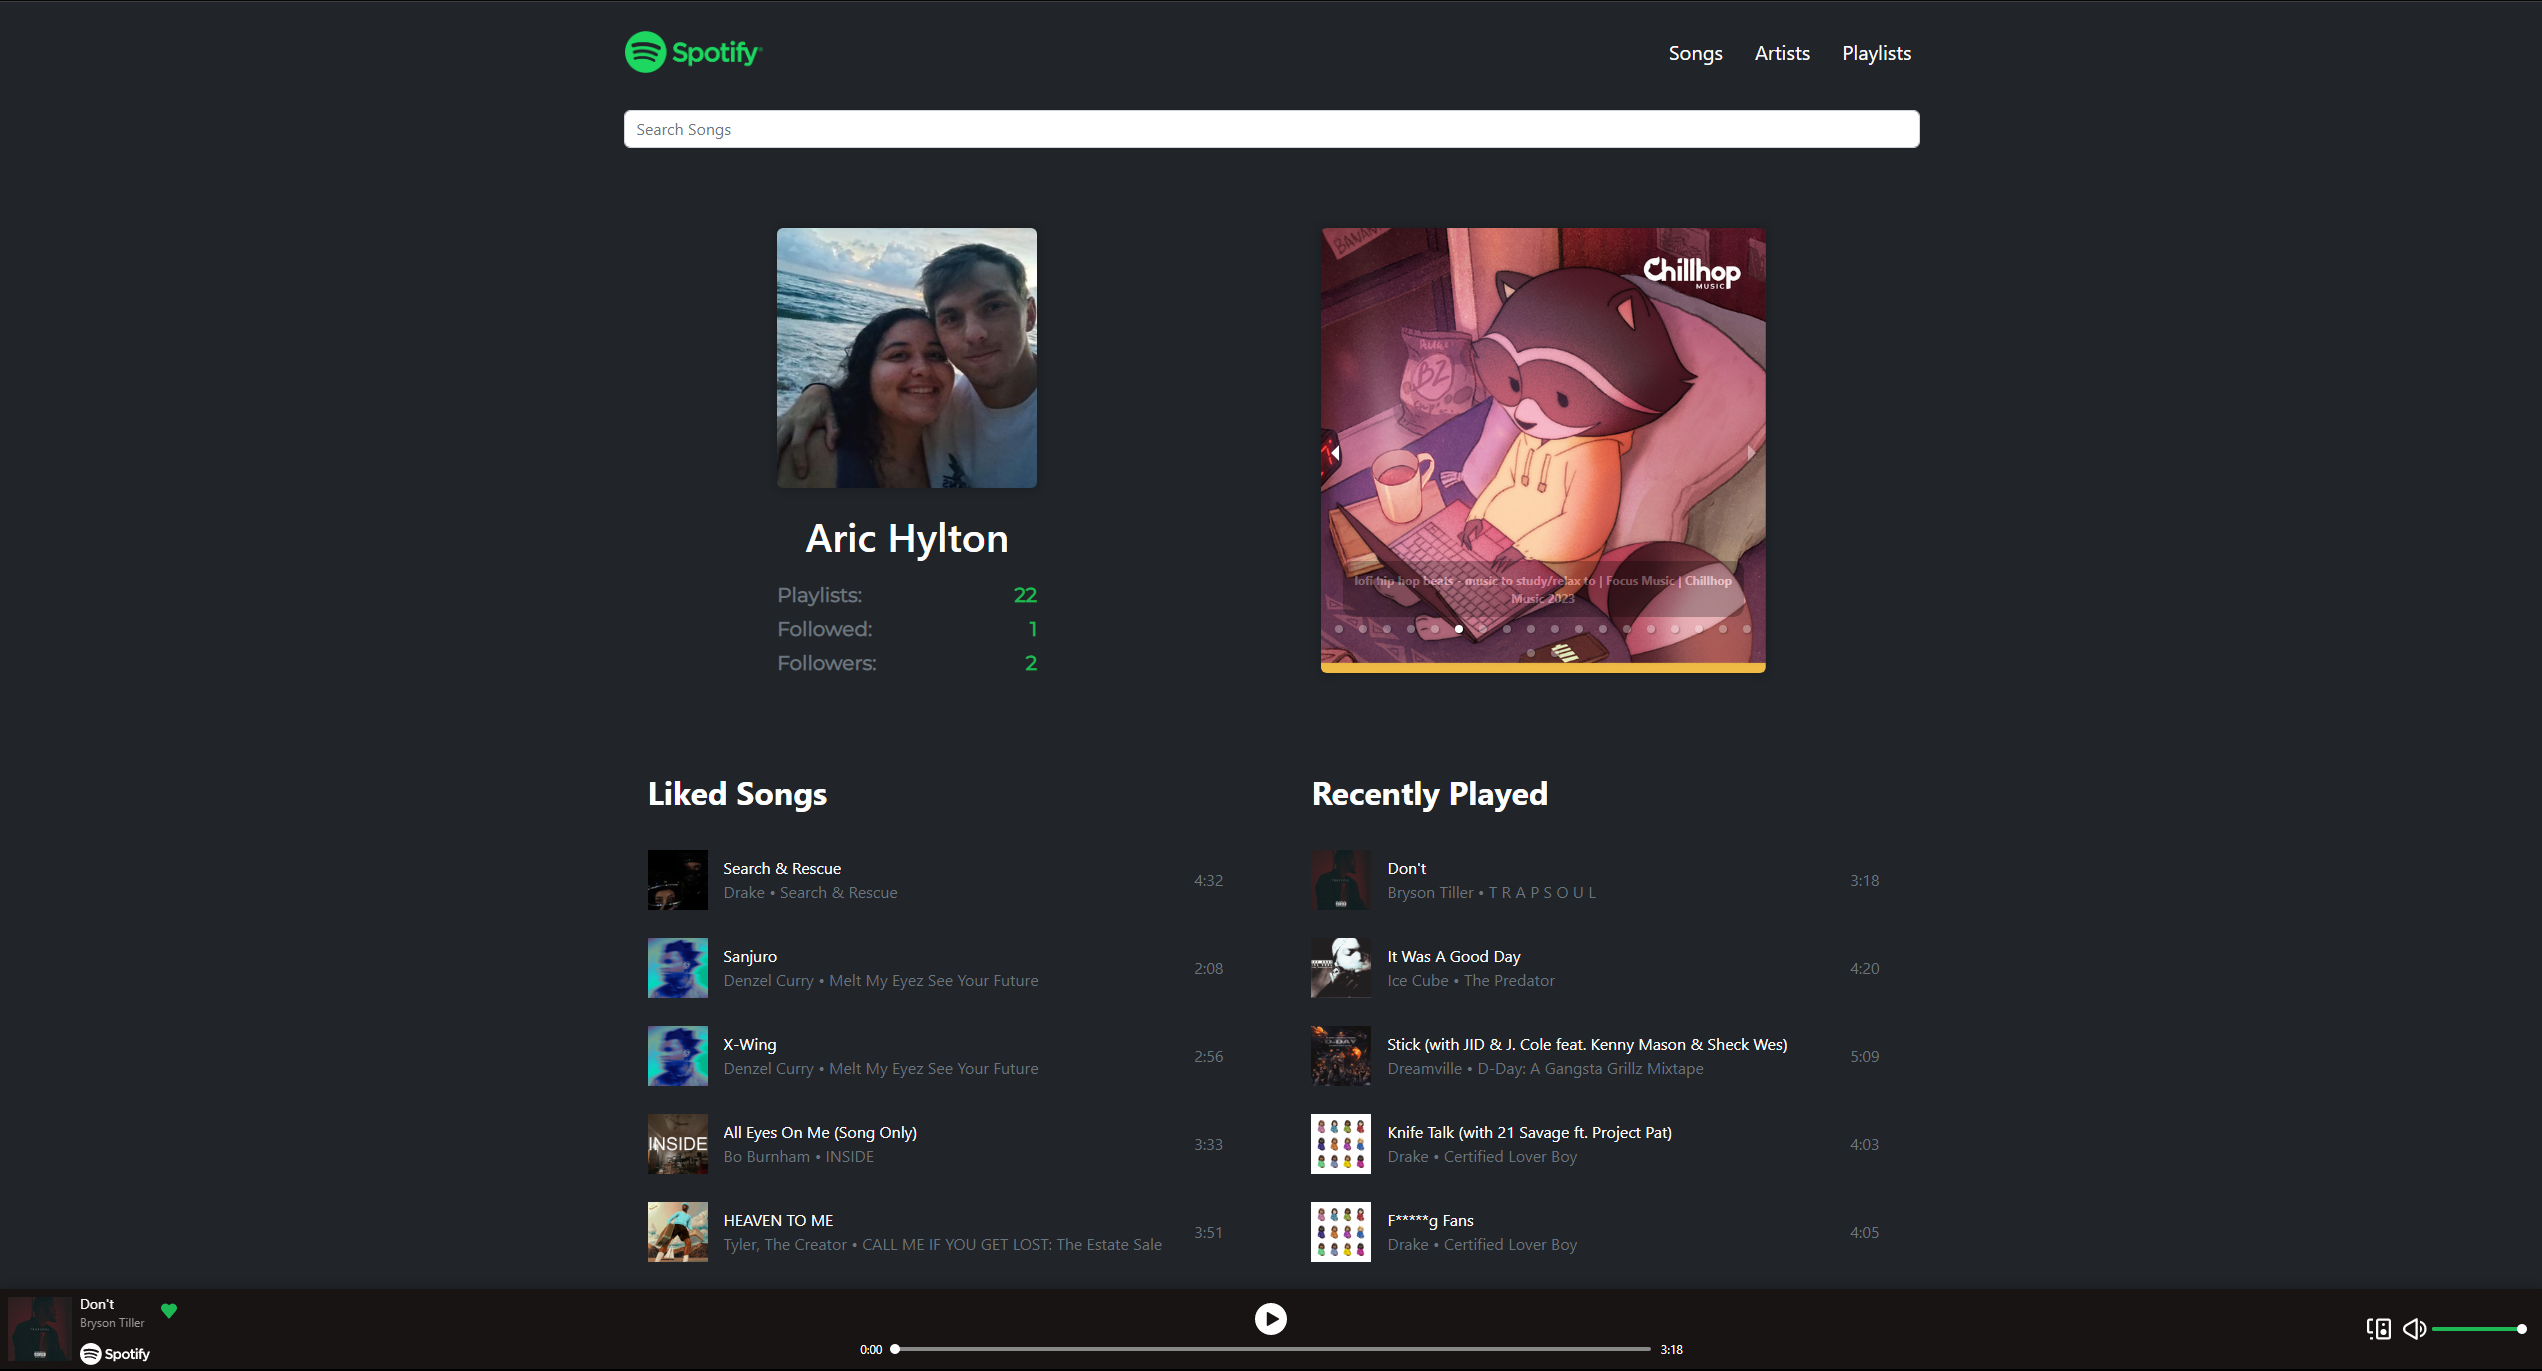 Spotify
Songs Artists Playlists
Search Songs
BANAN
Chillhop
MUSIC
BZ
lofi hip hop beats - music to study/relax to | Focus Music | Chillhop
Music 2023
Aric Hylton
Playlists: 22
Followed: 1
Followers: 2
Liked Songs
Search & Rescue
Drake • Search & Rescue
4:32
Sanjuro
Denzel Curry • Melt My Eyez See Your Future
2:08
X-Wing
Denzel Curry • Melt My Eyez See Your Future
2:56
INSIDE
All Eyes On Me (Song Only)
Bo Burnham • INSIDE
3:33
HEAVEN TO ME
Tyler, The Creator • CALL ME IF YOU GET LOST: The Estate Sale
3:51
Recently Played
Don't
Bryson Tiller • T R A P S O U L
3:18
It Was A Good Day
Ice Cube • The Predator
4:20
D-DAY
Stick (with JID & J. Cole feat. Kenny Mason & Sheck Wes)
Dreamville • D-Day: A Gangsta Grillz Mixtape
5:09
Knife Talk (with 21 Savage ft. Project Pat)
Drake • Certified Lover Boy
4:03
F*****g Fans
Drake • Certified Lover Boy
4:05
Don't
Bryson Tiller
Spotify
0:00
3:18